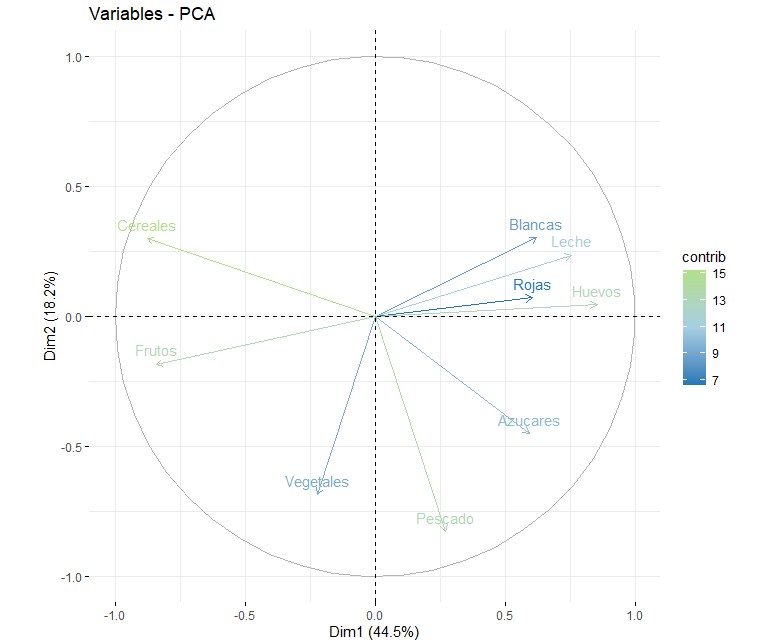 Variables - PCA
1.0
0.5
0.0
-0.5
-1.0
Dim2 (18.2%)
Cereales
Blancas
Leche
Rojas
Huevos
Frutos
Azucares
Vegetales
Pescado
-1.0
-0.5
0.0
0.5
1.0
Dim1 (44.5%)
contrib
15
13
11
9
7